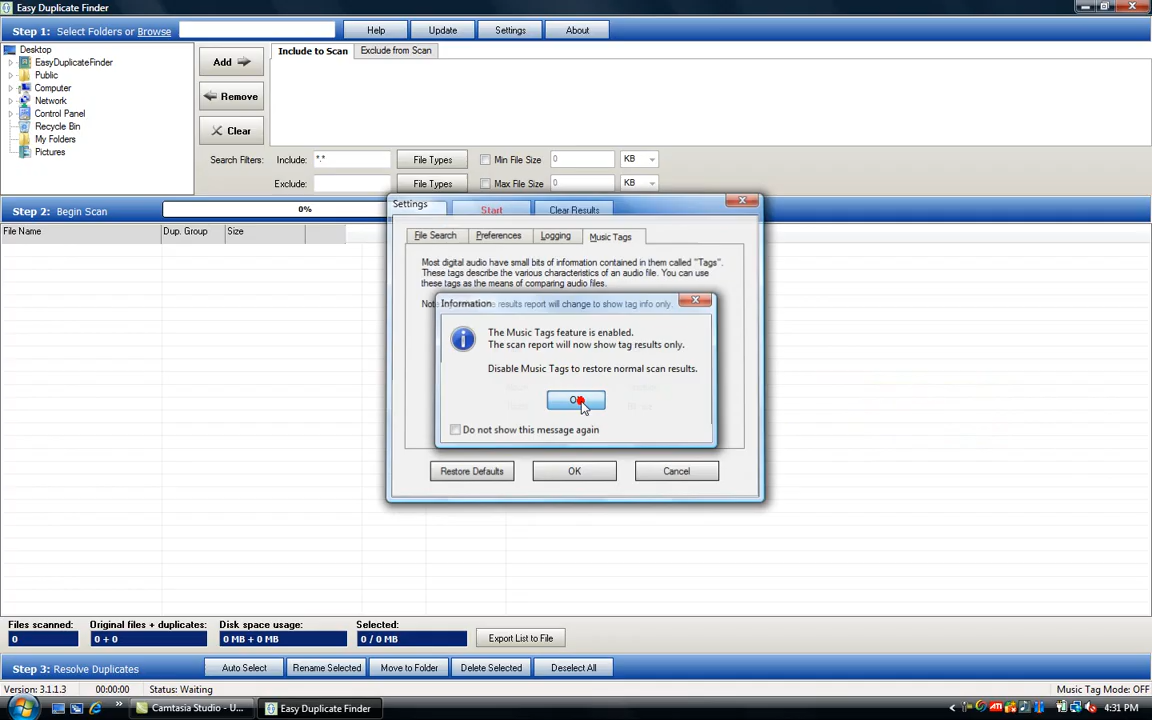 Easy Duplicate Finder
Step 1: Select Folders or Browse
Help
Update
Settings
About
Desktop
EasyDuplicateFinder
Public
Computer
Network
Control Panel
Recycle Bin
My Folders
Pictures
Add
Remove
Clear
Include to Scan
Exclude from Scan
Search Filters: Include: *.* File Types Min File Size 0 KB
Exclude: File Types Max File Size 0 KB
Step 2: Begin Scan 0% Start Clear Results
File Name Dup. Group Size
Settings
File Search Preferences Logging Music Tags
Most digital audio have small bits of information contained in them called "Tags".
These tags describe the various characteristics of an audio file. You can use
these tags as the means of comparing audio files.
results report will change to show tag info only.
Information
The Music Tags feature is enabled.
The scan report will now show tag results only.
Disable Music Tags to restore normal scan results.
Do not show this message again
Restore Defaults OK Cancel
Files scanned: Original files + duplicates: Disk space usage: Selected:
0 0 + 0 0 MB + 0 MB 0 / 0 MB Export List to File
Step 3: Resolve Duplicates Auto Select Rename Selected Move to Folder Delete Selected Deselect All
Version: 3.1.1.3 00:00:00 Status: Waiting Music Tag Mode: OFF
Camtasia Studio - U... Easy Duplicate Finder 4:31 PM